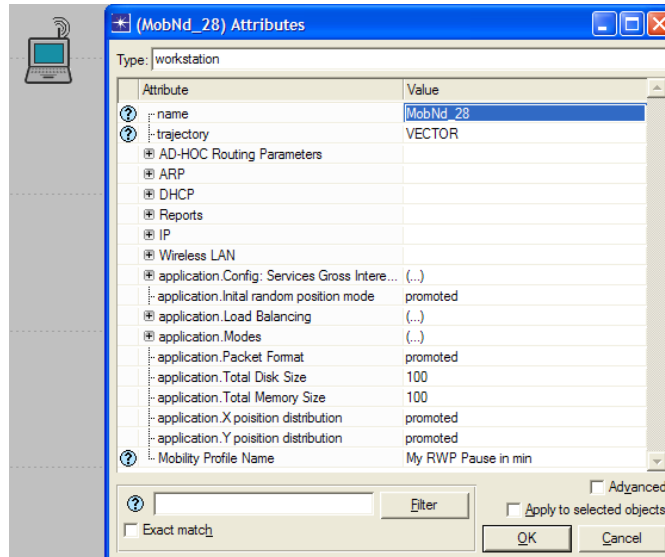 (MobNd_28) Attributes
Type: workstation
Attribute Value
name MobNd_28
trajectory VECTOR
AD-HOC Routing Parameters
ARP
DHCP
Reports
IP
Wireless LAN
application.Config: Services Gross Intere... (...)
application.Inital random position mode promoted
application.Load Balancing (...)
application.Modes (...)
application.Packet Format promoted
application.Total Disk Size 100
application.Total Memory Size 100
application.X poisition distribution promoted
application.Y poisition distribution promoted
Mobility Profile Name My RWP Pause in min
Advanced
Filter Apply to selected objects
Exact match OK Cancel